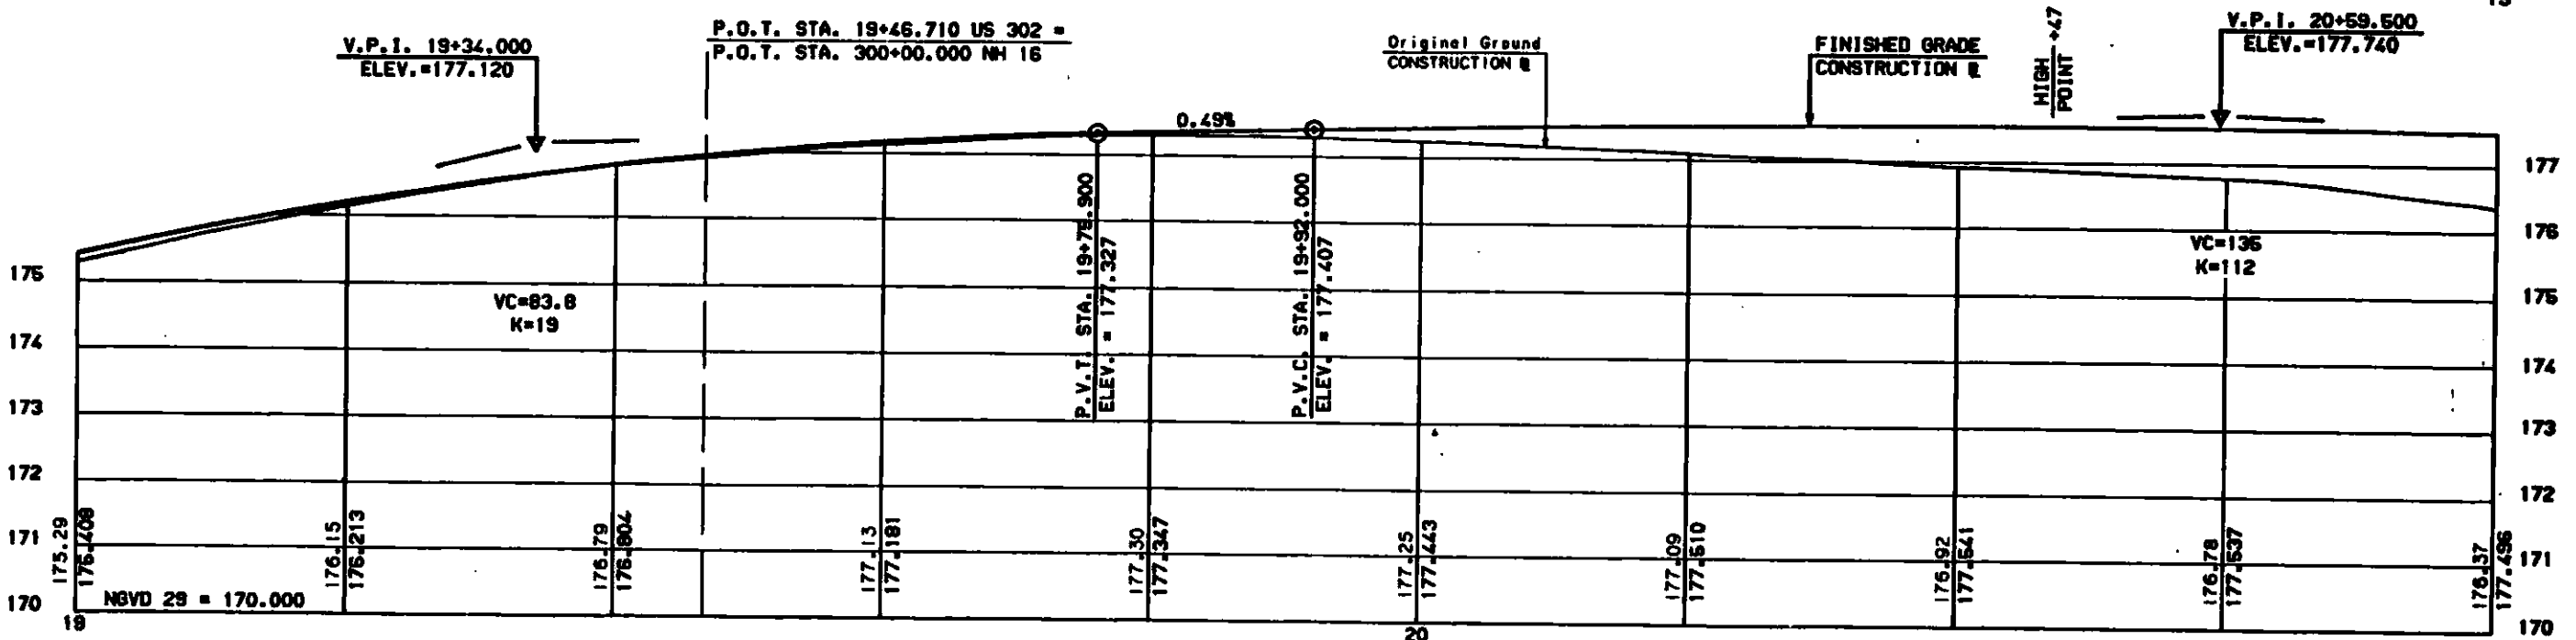 V.P.I. 19+34.000
ELEV.=177.120
P.O.T. STA. 19+46.710 US 302 =
P.O.T. STA. 300+00.000 NH 16
Original Ground
CONSTRUCTION ℄
FINISHED GRADE
CONSTRUCTION ℄
HIGH
POINT +47
V.P.I. 20+59.500
ELEV.=177.740
0.49%
P.V.T. STA. 19+75.900
ELEV. = 177.327
P.V.C. STA. 19+92.000
ELEV. = 177.407
VC=83.8
K=19
VC=135
K=112
175
174
173
172
171
170
177
176
175
174
173
172
171
170
175.29
175.408
176.15
176.213
176.79
176.804
177.13
177.181
177.30
177.347
177.25
177.443
177.09
177.510
176.92
177.541
176.78
177.537
176.37
177.496
NGVD 29 = 170.000
19
20